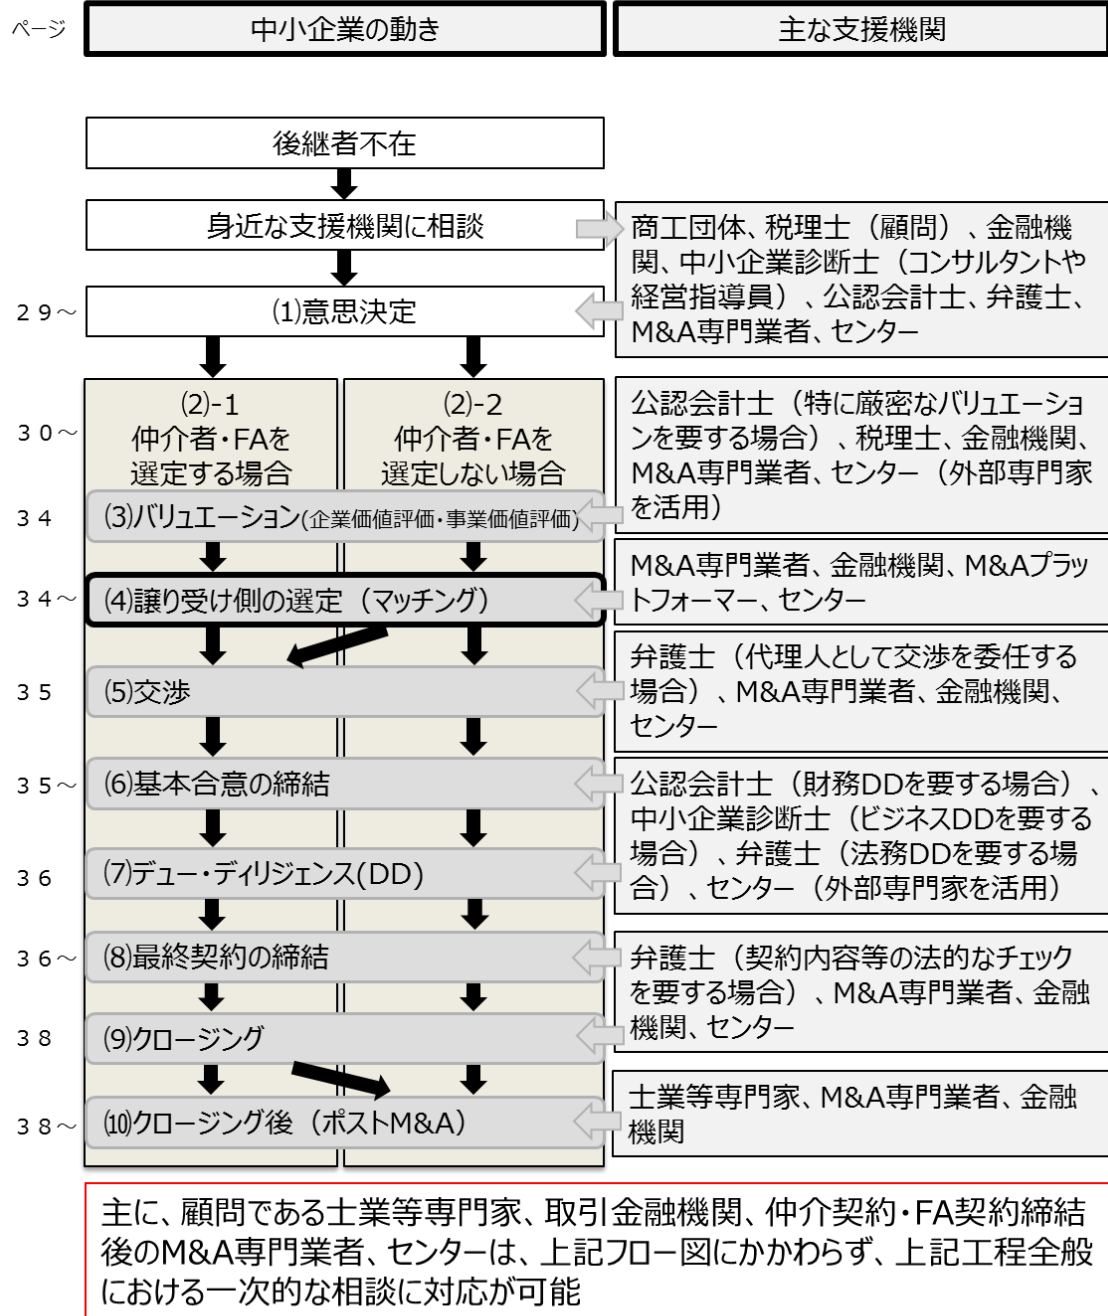 ページ
中小企業の動き
主な支援機関
後継者不在
身近な支援機関に相談
商工団体、税理士（顧問）、金融機
関、中小企業診断士（コンサルタントや
経営指導員）、公認会計士、弁護士、
M&A専門業者、センター
29～
⑴意思決定
30～
⑵-1
仲介者・FAを
選定する場合
⑵-2
仲介者・FAを
選定しない場合
公認会計士（特に厳密なバリュエーショ
ンを要する場合）、税理士、金融機関、
M&A専門業者、センター（外部専門家
を活用）
34
⑶バリュエーション(企業価値評価・事業価値評価)
34～
⑷譲り受け側の選定（マッチング）
M&A専門業者、金融機関、M&Aプラッ
トフォーマー、センター
35
⑸交渉
弁護士（代理人として交渉を委任する
場合）、M&A専門業者、金融機関、
センター
35～
⑹基本合意の締結
公認会計士（財務DDを要する場合）、
中小企業診断士（ビジネスDDを要する
場合）、弁護士（法務DDを要する場
合）、センター（外部専門家を活用）
36
⑺デュー・ディリジェンス(DD)
36～
⑻最終契約の締結
弁護士（契約内容等の法的なチェック
を要する場合）、M&A専門業者、金融
機関、センター
38
⑼クロージング
38～
⑽クロージング後（ポストM&A）
士業等専門家、M&A専門業者、金融
機関
主に、顧問である士業等専門家、取引金融機関、仲介契約・FA契約締結
後のM&A専門業者、センターは、上記フロー図にかかわらず、上記工程全般
における一次的な相談に対応が可能